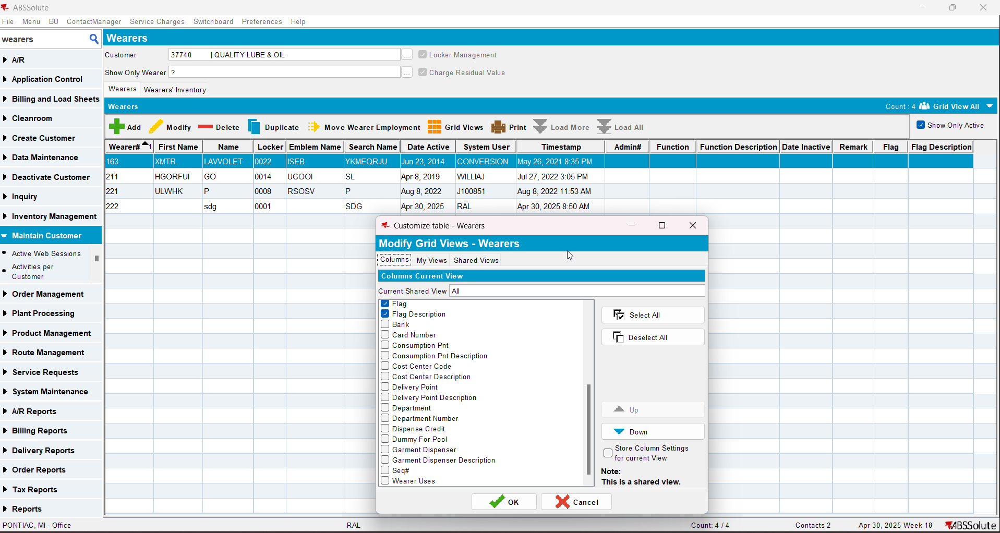 ABSSolute
File Menu BU ContactManager Service Charges Switchboard Preferences Help
wearers
Wearers
Customer 37740 | QUALITY LUBE & OIL ... Locker Management
Show Only Wearer ? ... Charge Residual Value
Wearers Wearers' Inventory
Wearers Count : 4 Grid View All
Add Modify Delete Duplicate Move Wearer Employment Grid Views Print Load More Load All Show Only Active
Wearer# 1 First Name Name Locker Emblem Name Search Name Date Active System User Timestamp Admin# Function Function Description Date Inactive Remark Flag Flag Description
163 XMTR LAVVOLET 0022 ISEB YKMEQRJU Jun 23, 2014 CONVERSION May 26, 2021 8:35 PM
211 HGORFUI GO 0014 UCOOI SL Apr 8, 2019 WILLIAJ Jul 27, 2022 3:05 PM
221 ULWHK P 0008 RSOSV P Aug 8, 2022 J100851 Aug 8, 2022 11:53 AM
222 sdg 0001 SDG Apr 30, 2025 RAL Apr 30, 2025 8:50 AM
A/R
Application Control
Billing and Load Sheets
Cleanroom
Create Customer
Data Maintenance
Deactivate Customer
Inquiry
Inventory Management
Maintain Customer
Active Web Sessions
Activities per
Customer
Order Management
Plant Processing
Product Management
Route Management
Service Requests
System Maintenance
A/R Reports
Billing Reports
Delivery Reports
Order Reports
Tax Reports
Reports
Customize table - Wearers
Modify Grid Views - Wearers
Columns My Views Shared Views
Columns Current View
Current Shared View All
Flag
Flag Description
Bank
Card Number
Consumption Pnt
Consumption Pnt Description
Cost Center Code
Cost Center Description
Delivery Point
Delivery Point Description
Department
Department Number
Dispense Credit
Dummy For Pool
Garment Dispenser
Garment Dispenser Description
Seq#
Wearer Uses
Select All
Deselect All
Up
Down
Store Column Settings
for current View
Note:
This is a shared view.
OK Cancel
PONTIAC, MI - Office RAL Count: 4 / 4 Contacts 2 Apr 30, 2025 Week 18 ABSSolute